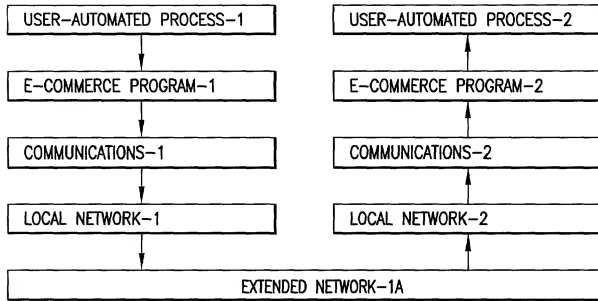 USER-AUTOMATED PROCESS-1
USER-AUTOMATED PROCESS-2
E-COMMERCE PROGRAM-1
E-COMMERCE PROGRAM-2
COMMUNICATIONS-1
COMMUNICATIONS-2
LOCAL NETWORK-1
LOCAL NETWORK-2
EXTENDED NETWORK-1A